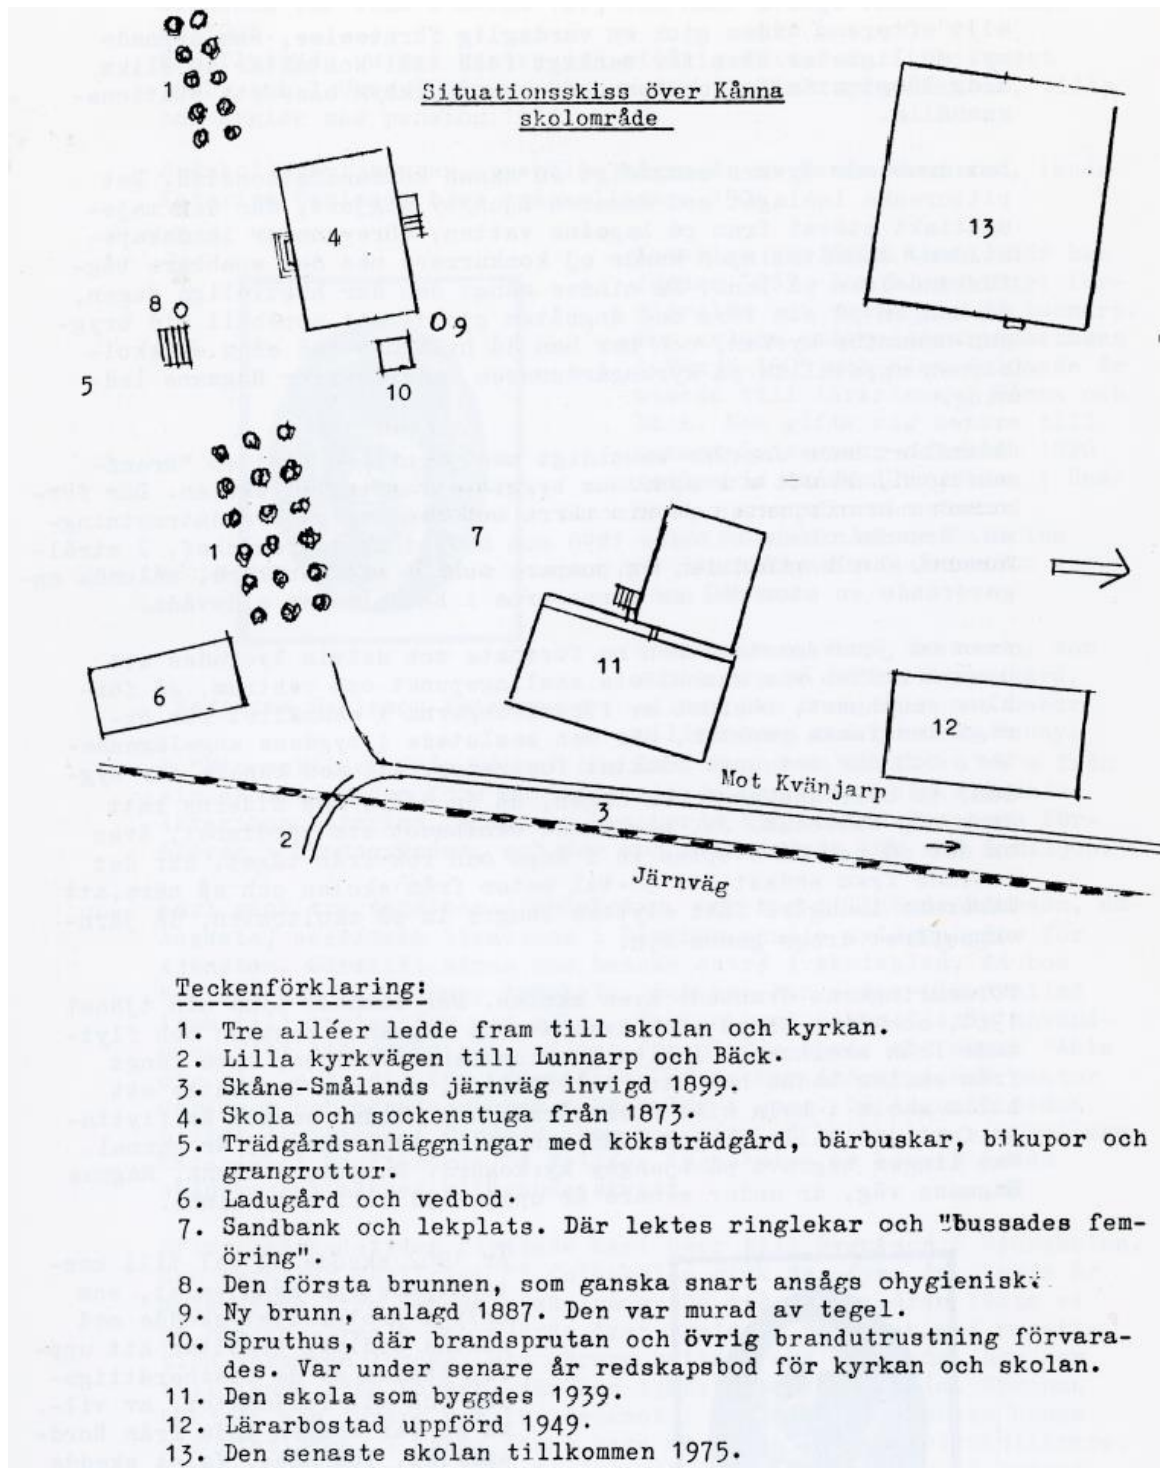 Situationsskiss över Kånna
skolområde
1
4
13
8
9
5
10
7
1
11
6
12
Mot Kvänjarp
3
2
Järnväg
Teckenförklaring:
1. Tre alléer ledde fram till skolan och kyrkan.
2. Lilla kyrkvägen till Lunnarp och Bäck.
3. Skåne-Smålands järnväg invigd 1899.
4. Skola och sockenstuga från 1873.
5. Trädgårdsanläggningar med köksträdgård, bärbuskar, bikupor och
grangrottor.
6. Ladugård och vedbod.
7. Sandbank och lekplats. Där lektes ringlekar och "bussades fem-
öring".
8. Den första brunnen, som ganska snart ansågs ohygienisk.
9. Ny brunn, anlagd 1887. Den var murad av tegel.
10. Spruthus, där brandsprutan och övrig brandutrustning förvara-
des. Var under senare år redskapsbod för kyrkan och skolan.
11. Den skola som byggdes 1939.
12. Lärarbostad uppförd 1949.
13. Den senaste skolan tillkommen 1975.